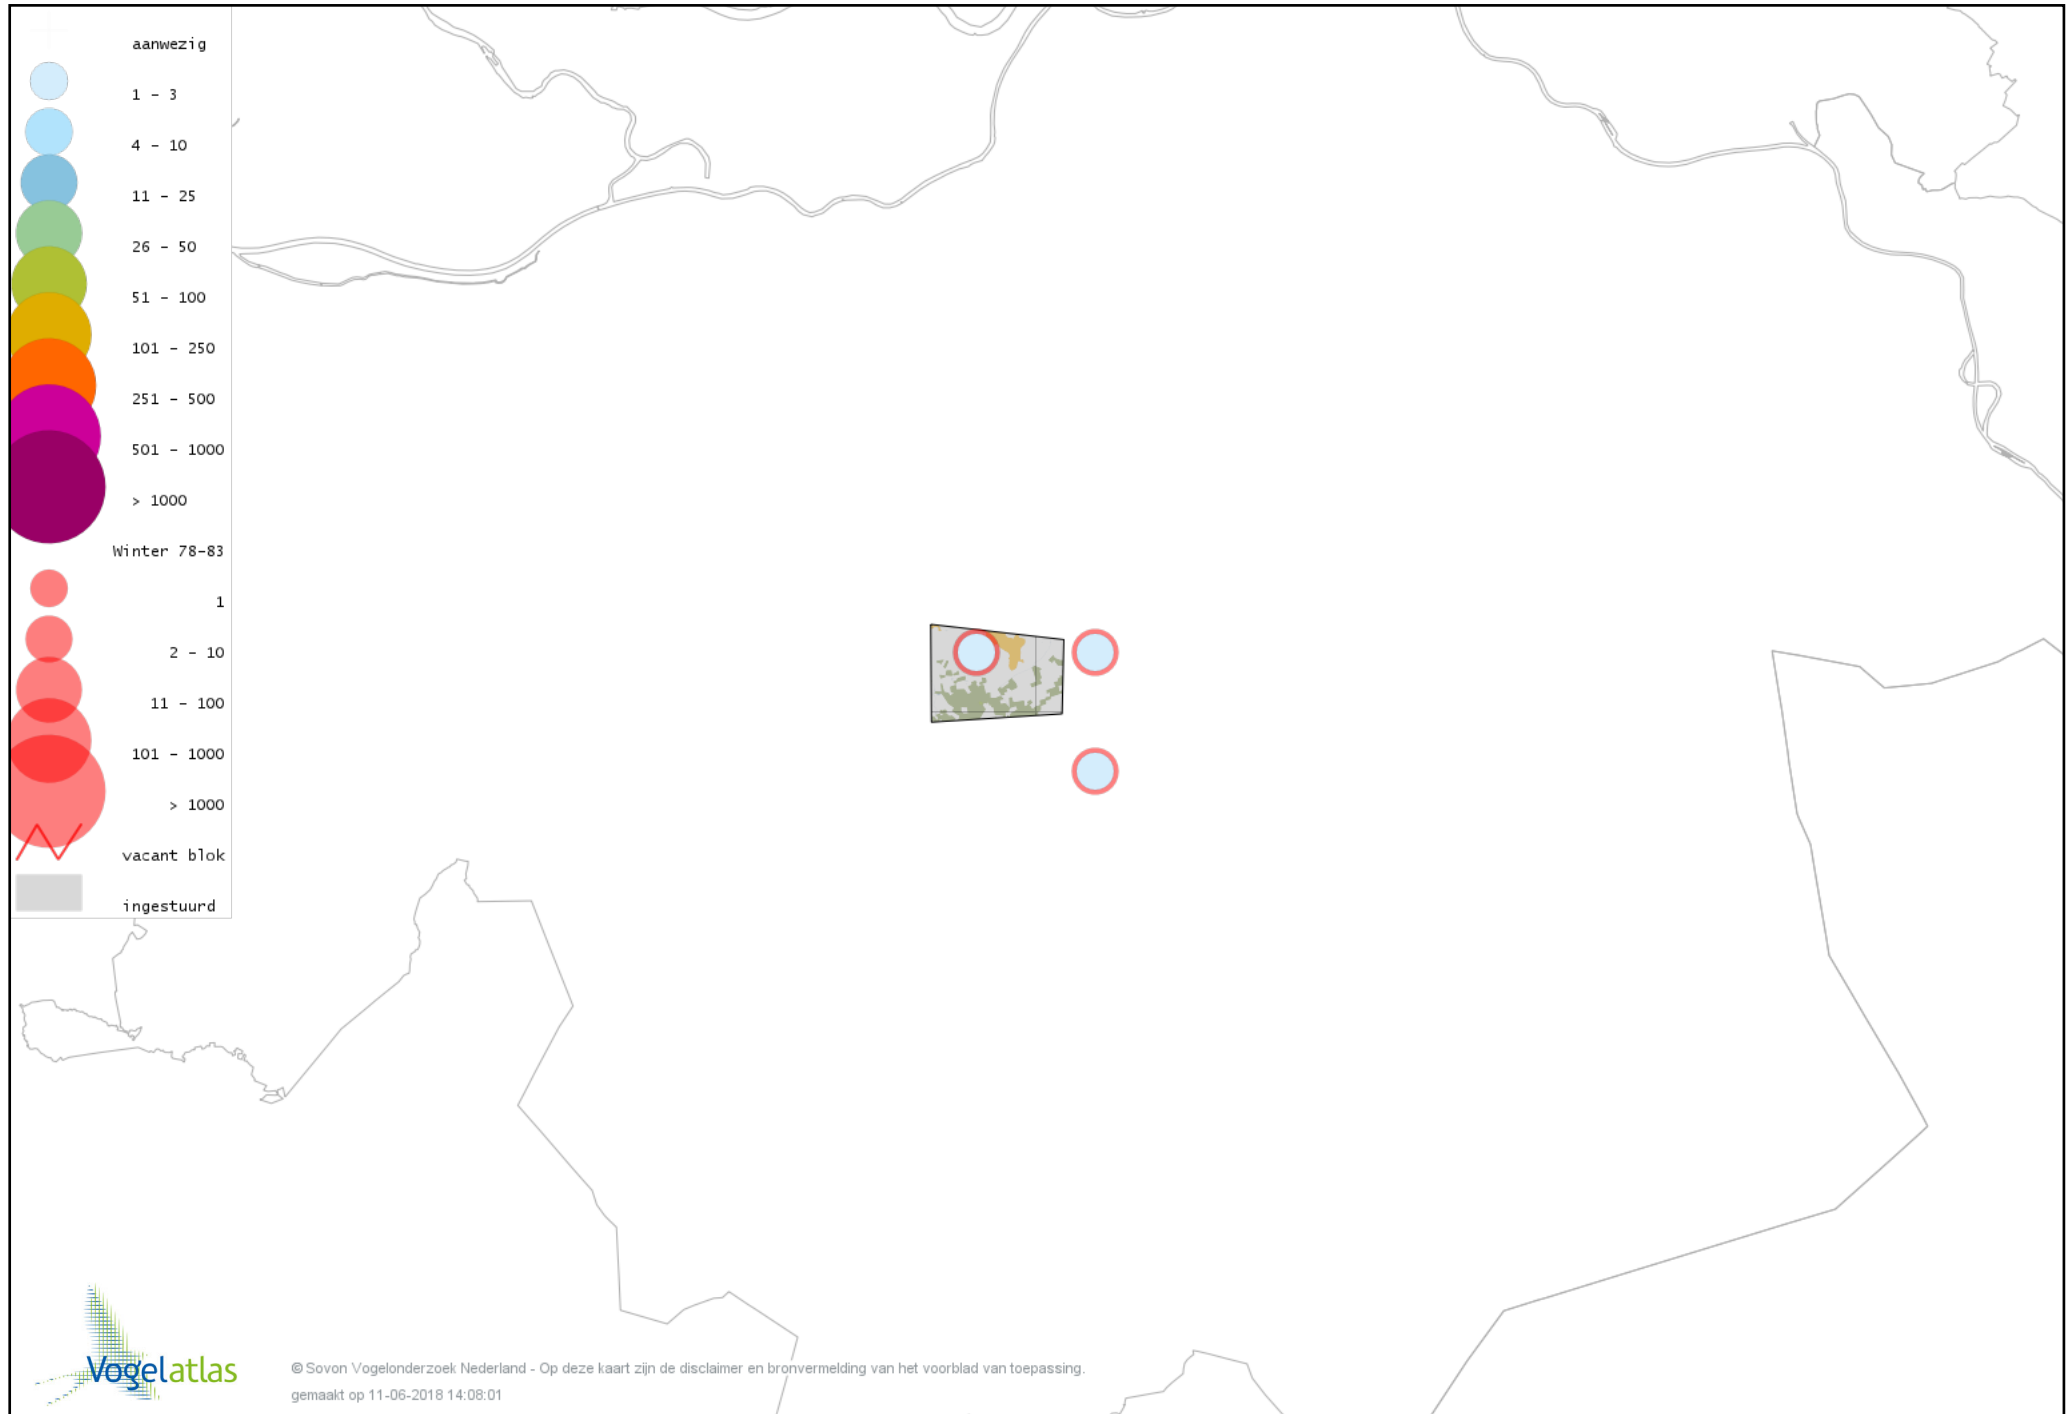 aanwezig
1 - 3
4 - 10
11 - 25
26 - 50
51 - 100
101 - 250
251 - 500
501 - 1000
> 1000
Winter 78-83
1
2 - 10
11 - 100
101 - 1000
> 1000
vacant blok
ingestuurd
Vogelatlas
© Sovon Vogelonderzoek Nederland - Op deze kaart zijn de disclaimer en bronvermelding van het voorblad van toepassing.
gemaakt op 11-06-2018 14:08:01